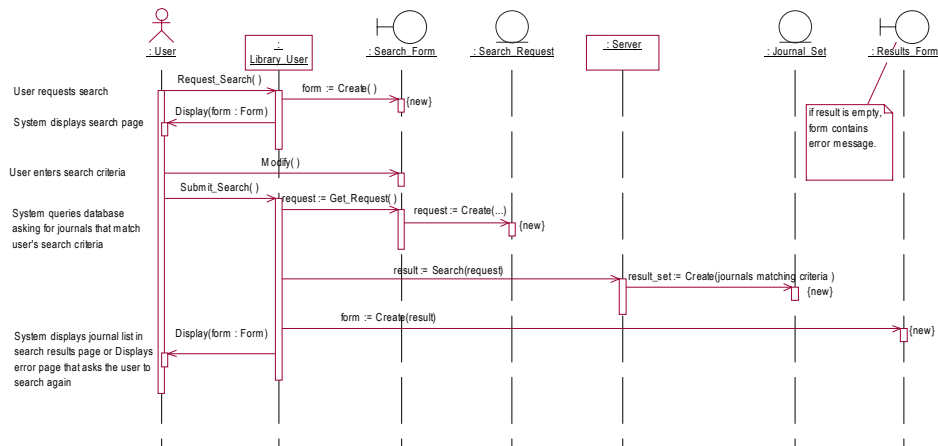 : User
:
Library_User
: Search_Form
: Search_Request
: Server
: Journal_Set
: Results_Form
User requests search
Request_Search( )
form := Create( )
{new}
if result is empty,
form contains
error message.
System displays search page
Display(form : Form)
User enters search criteria
Modify( )
Submit_Search( )
request := Get_Request( )
System queries database
asking for journals that match
user's search criteria
request := Create(...)
{new}
result := Search(request)
result_set := Create(journals matching criteria )
{new}
form := Create(result)
{new}
System displays journal list in
search results page or Displays
error page that asks the user to
search again
Display(form : Form)